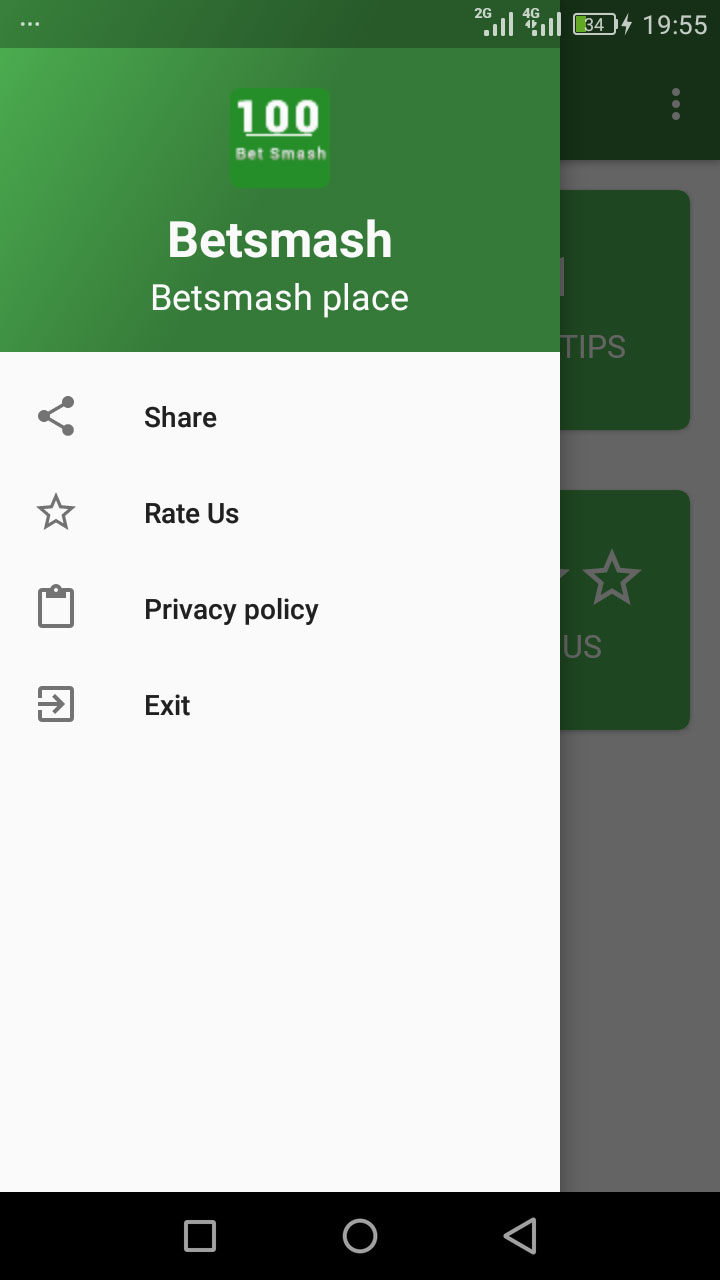 2G 4G 34 19:55
100
Bet Smash
Betsmash
Betsmash place
TIPS
Share
Rate Us
Privacy policy
US
Exit